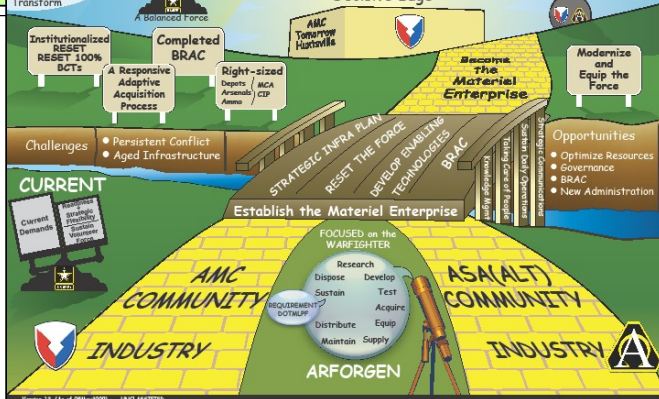 Transform
A Balanced Force
AMC
Tomorrow
Huntsville
Institutionalized
RESET
RESET 100%
BCTs
Completed
BRAC
A Responsive
Adaptive
Acquisition
Process
Right-sized
Depots
Arsenals
Ammo
MCA
CIP
Become
The
Materiel
Enterprise
Modernize
and
Equip the
Force
Challenges
• Persistent Conflict
• Aged Infrastructure
STRATEGIC INFRA PLAN
RESET THE FORCE
DEVELOP ENABLING
TECHNOLOGIES
BRAC
Knowledge Mgmt
Taking Care of People
Sustain Daily Operations
Strategic Communications
Opportunities
• Optimize Resources
• Governance
• BRAC
• New Administration
Establish the Materiel Enterprise
CURRENT
Current
Demands
Readiness
+
Strategic
Flexibility
Sustain
Volunteer
Force
FOCUSED on the
WARFIGHTER
Research
Dispose
Develop
Sustain
Test
REQUIREMENT
DOTMLPF
Acquire
Distribute
Equip
Maintain
Supply
ARFORGEN
AMC
COMMUNITY
INDUSTRY
ASA(ALT)
COMMUNITY
INDUSTRY
A